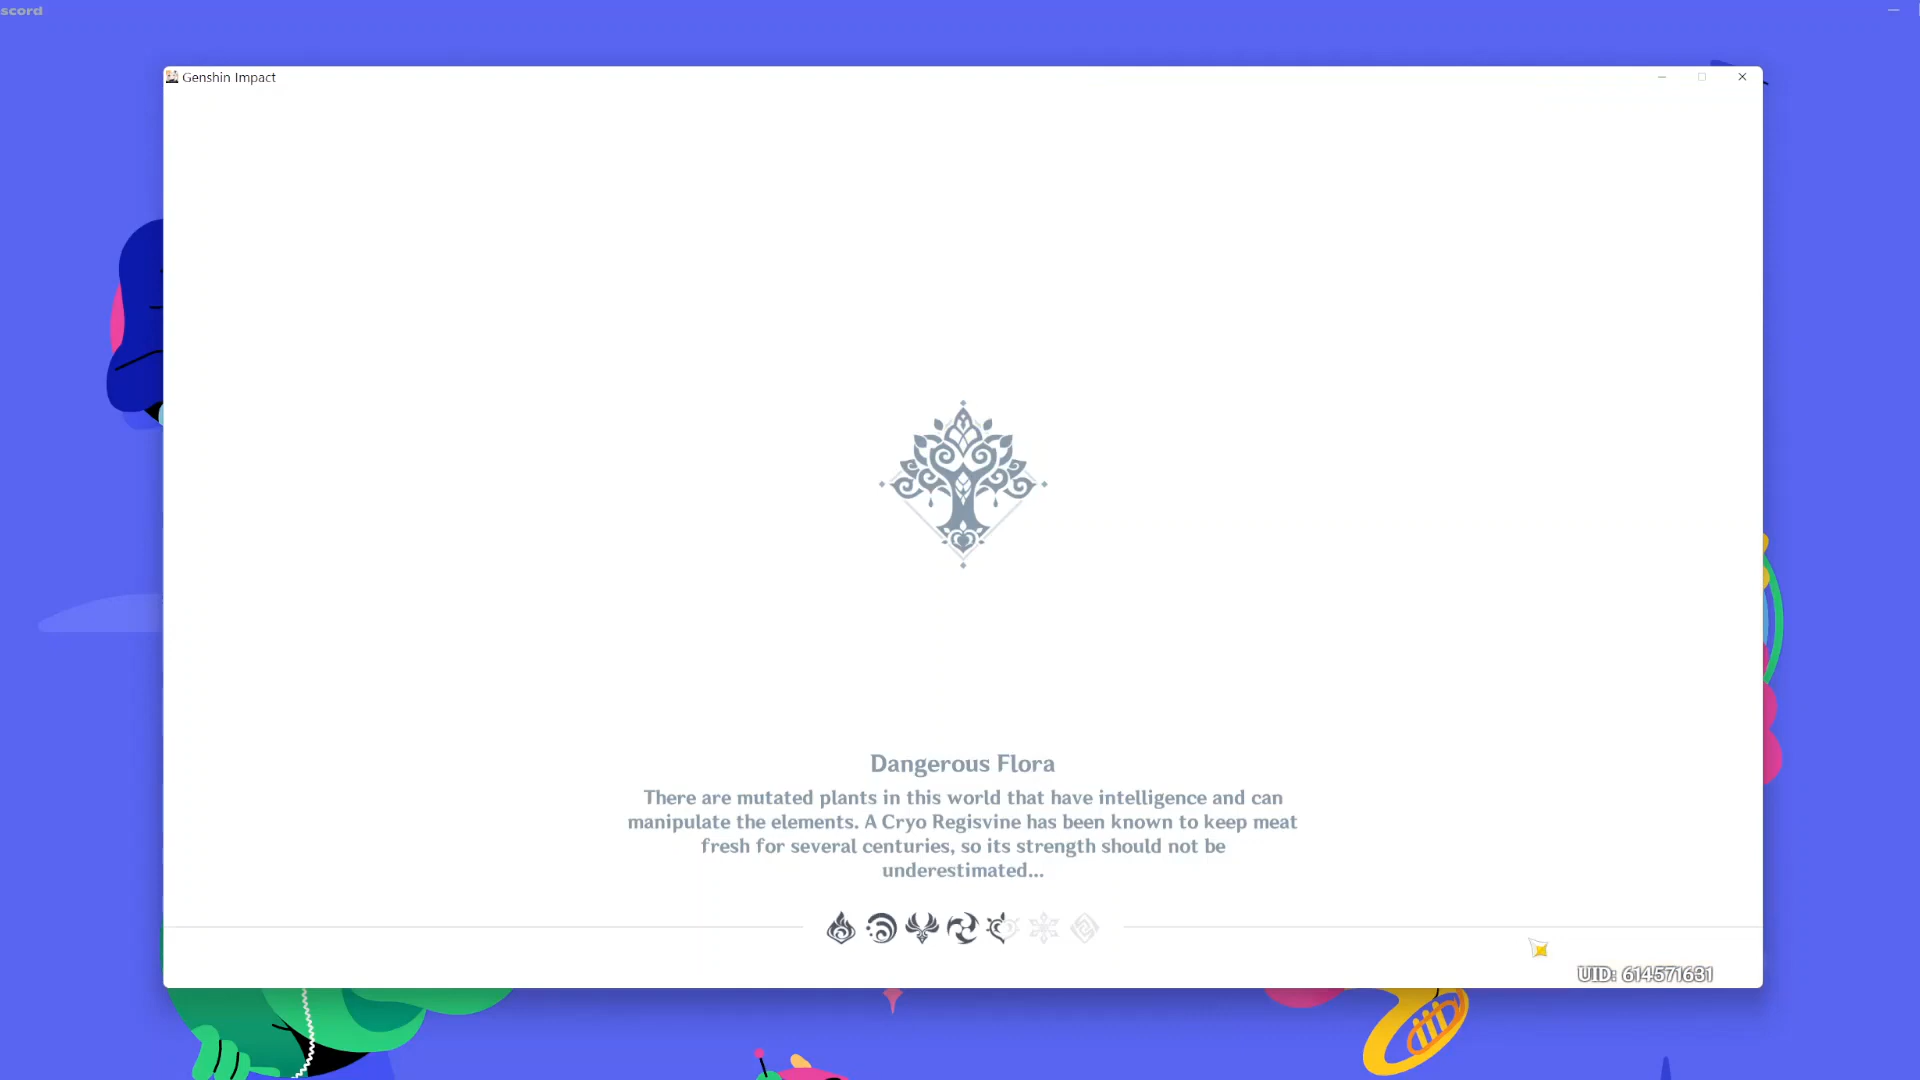 scord
Genshin Impact
Dangerous Flora
There are mutated plants in this world that have intelligence and can
manipulate the elements. A Cryo Regisvine has been known to keep meat
fresh for several centuries, so its strength should not be
underestimated...
UID: 614571631